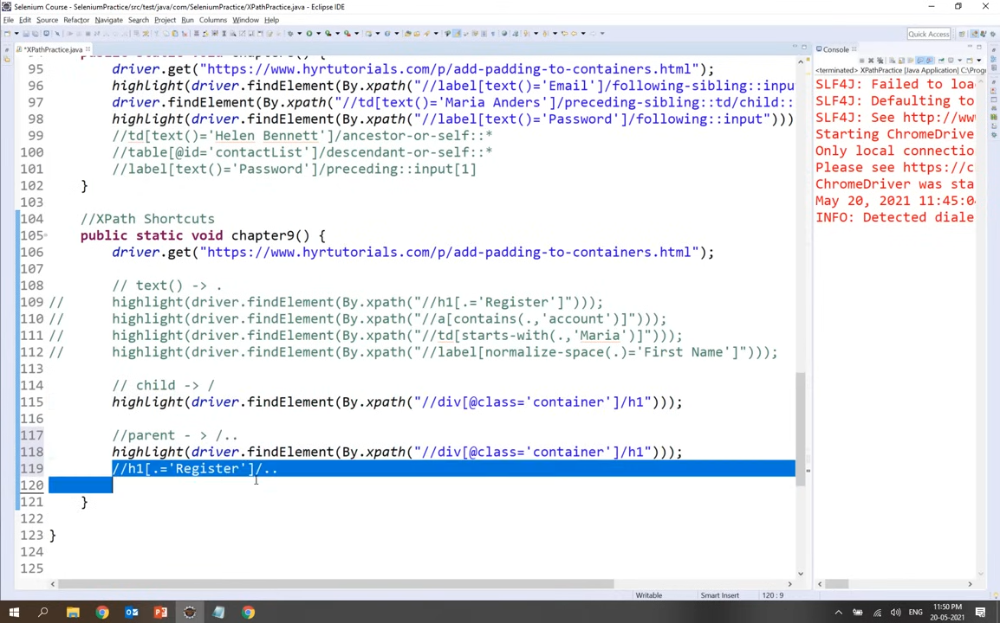 Selenium Course - SeleniumPractice/src/test/java/com/SeleniumPractice/XPathPractice.java - Eclipse IDE
File Edit Source Refactor Navigate Search Project Run Columns Window Help
Quick Access
*XPathPractice.java
Console
<terminated> XPathPractice [Java Application] C:\Progr
95 driver.get("https://www.hyrtutorials.com/p/add-padding-to-containers.html");
96 highlight(driver.findElement(By.xpath("//label[text()='Email']/following-sibling::inpu
97 driver.findElement(By.xpath("//td[text()='Maria Anders']/preceding-sibling::td/child::
98 highlight(driver.findElement(By.xpath("//label[text()='Password']/following::input")))
99 //td[text()='Helen Bennett']/ancestor-or-self::*
100 //table[@id='contactList']/descendant-or-self::*
101 //label[text()='Password']/preceding::input[1]
102 }
103
104 //XPath Shortcuts
105 public static void chapter9() {
106 driver.get("https://www.hyrtutorials.com/p/add-padding-to-containers.html");
107
108 // text() -> .
109 // highlight(driver.findElement(By.xpath("//h1[.='Register']")));
110 // highlight(driver.findElement(By.xpath("//a[contains(.,'account')]")));
111 // highlight(driver.findElement(By.xpath("//td[starts-with(.,'Maria')]")));
112 // highlight(driver.findElement(By.xpath("//label[normalize-space(.)='First Name']")));
113
114 // child -> /
115 highlight(driver.findElement(By.xpath("//div[@class='container']/h1")));
116
117 //parent - > /..
118 highlight(driver.findElement(By.xpath("//div[@class='container']/h1")));
119 //h1[.='Register']/..
120
121 }
122
123 }
124
125
SLF4J: Failed to loa
SLF4J: Defaulting to
SLF4J: See http://ww
Starting ChromeDrive
Only local connectio
Please see https://c
ChromeDriver was sta
May 20, 2021 11:45:0
INFO: Detected diale
Writable Smart Insert 120 : 9
ENG
11:50 PM
20-05-2021